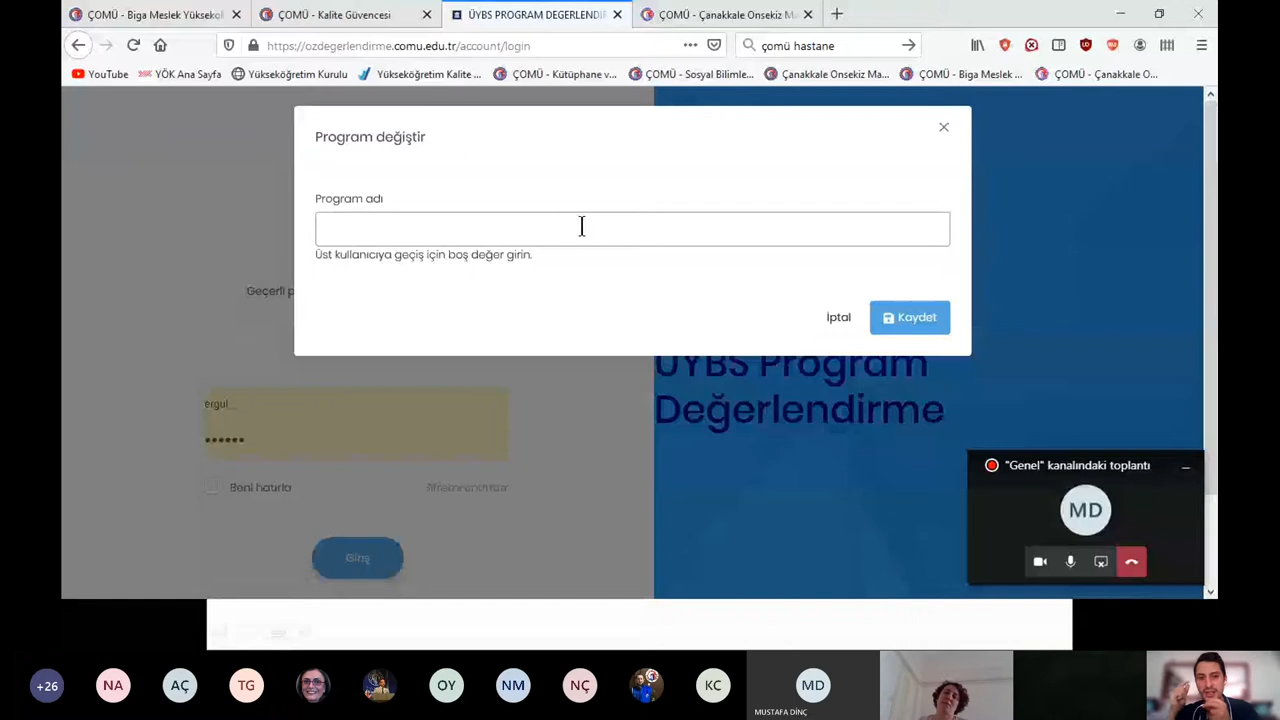 ÇOMÜ - Biga Meslek Yükseko
ÇOMÜ - Kalite Güvencesi
ÜYBS PROGRAM DEGERLENDİR
ÇOMÜ - Çanakkale Onsekiz M
https://ozdegerlendirme.comu.edu.tr/account/login
çomü hastane
YouTube
YÖK Ana Sayfa
Yükseköğretim Kurulu
Yükseköğretim Kalite ...
ÇOMÜ - Kütüphane v...
ÇOMÜ - Sosyal Bilimle...
Çanakkale Onsekiz Ma...
ÇOMÜ - Biga Meslek ...
ÇOMÜ - Çanakkale O...
Program değiştir
Program adı
Üst kullanıcıya geçiş için boş değer girin.
Geçerli p
İptal
Kaydet
ÜYBS Program
Değerlendirme
ergul
Beni hatırla
Giriş
"Genel" kanalındaki toplantı
MD
+26
NA
AÇ
TG
OY
NM
NÇ
KC
MD
MUSTAFA DİNÇ